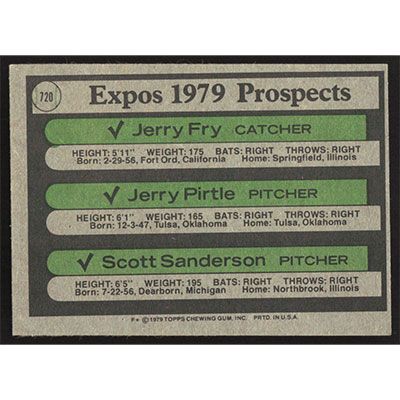 720
Expos 1979 Prospects
✓ Jerry Fry CATCHER
HEIGHT: 5'11" WEIGHT: 175 BATS: RIGHT THROWS: RIGHT
Born: 2-29-56, Fort Ord, California Home: Springfield, Illinois
✓ Jerry Pirtle PITCHER
HEIGHT: 6'1" WEIGHT: 165 BATS: RIGHT THROWS: RIGHT
Born: 12-3-47, Tulsa, Oklahoma Home: Tulsa, Oklahoma
✓ Scott Sanderson PITCHER
HEIGHT: 6'5" WEIGHT: 195 BATS: RIGHT THROWS: RIGHT
Born: 7-22-56, Dearborn, Michigan Home: Northbrook, Illinois
F* © 1979 TOPPS CHEWING GUM, INC. PRTD. IN U.S.A.